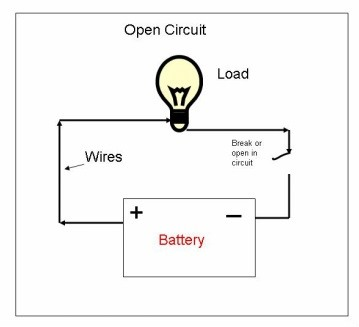 Open Circuit
Load
Break or
open in
circuit
Wires
+ –
Battery